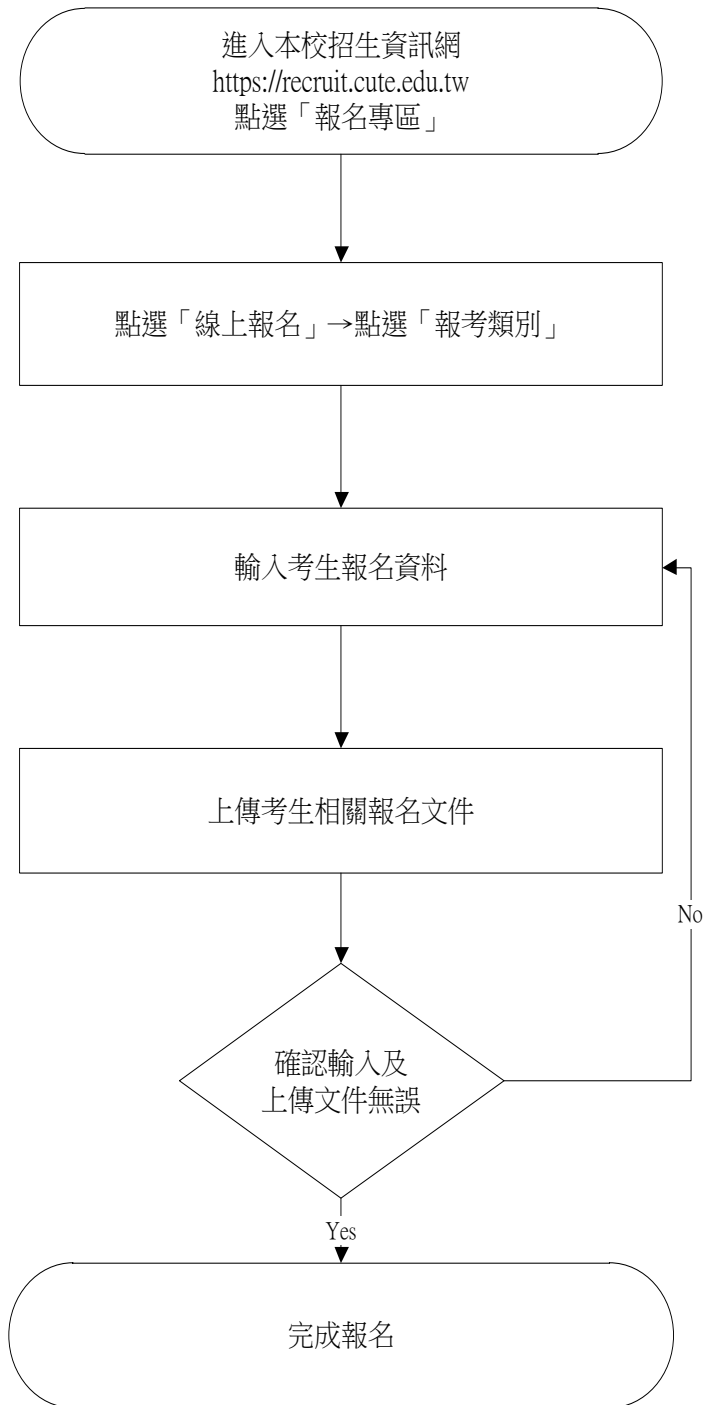 進入本校招生資訊網
https://recruit.cute.edu.tw
點選「報名專區」
點選「線上報名」→點選「報考類別」
輸入考生報名資料
上傳考生相關報名文件
No
確認輸入及
上傳文件無誤
Yes
完成報名